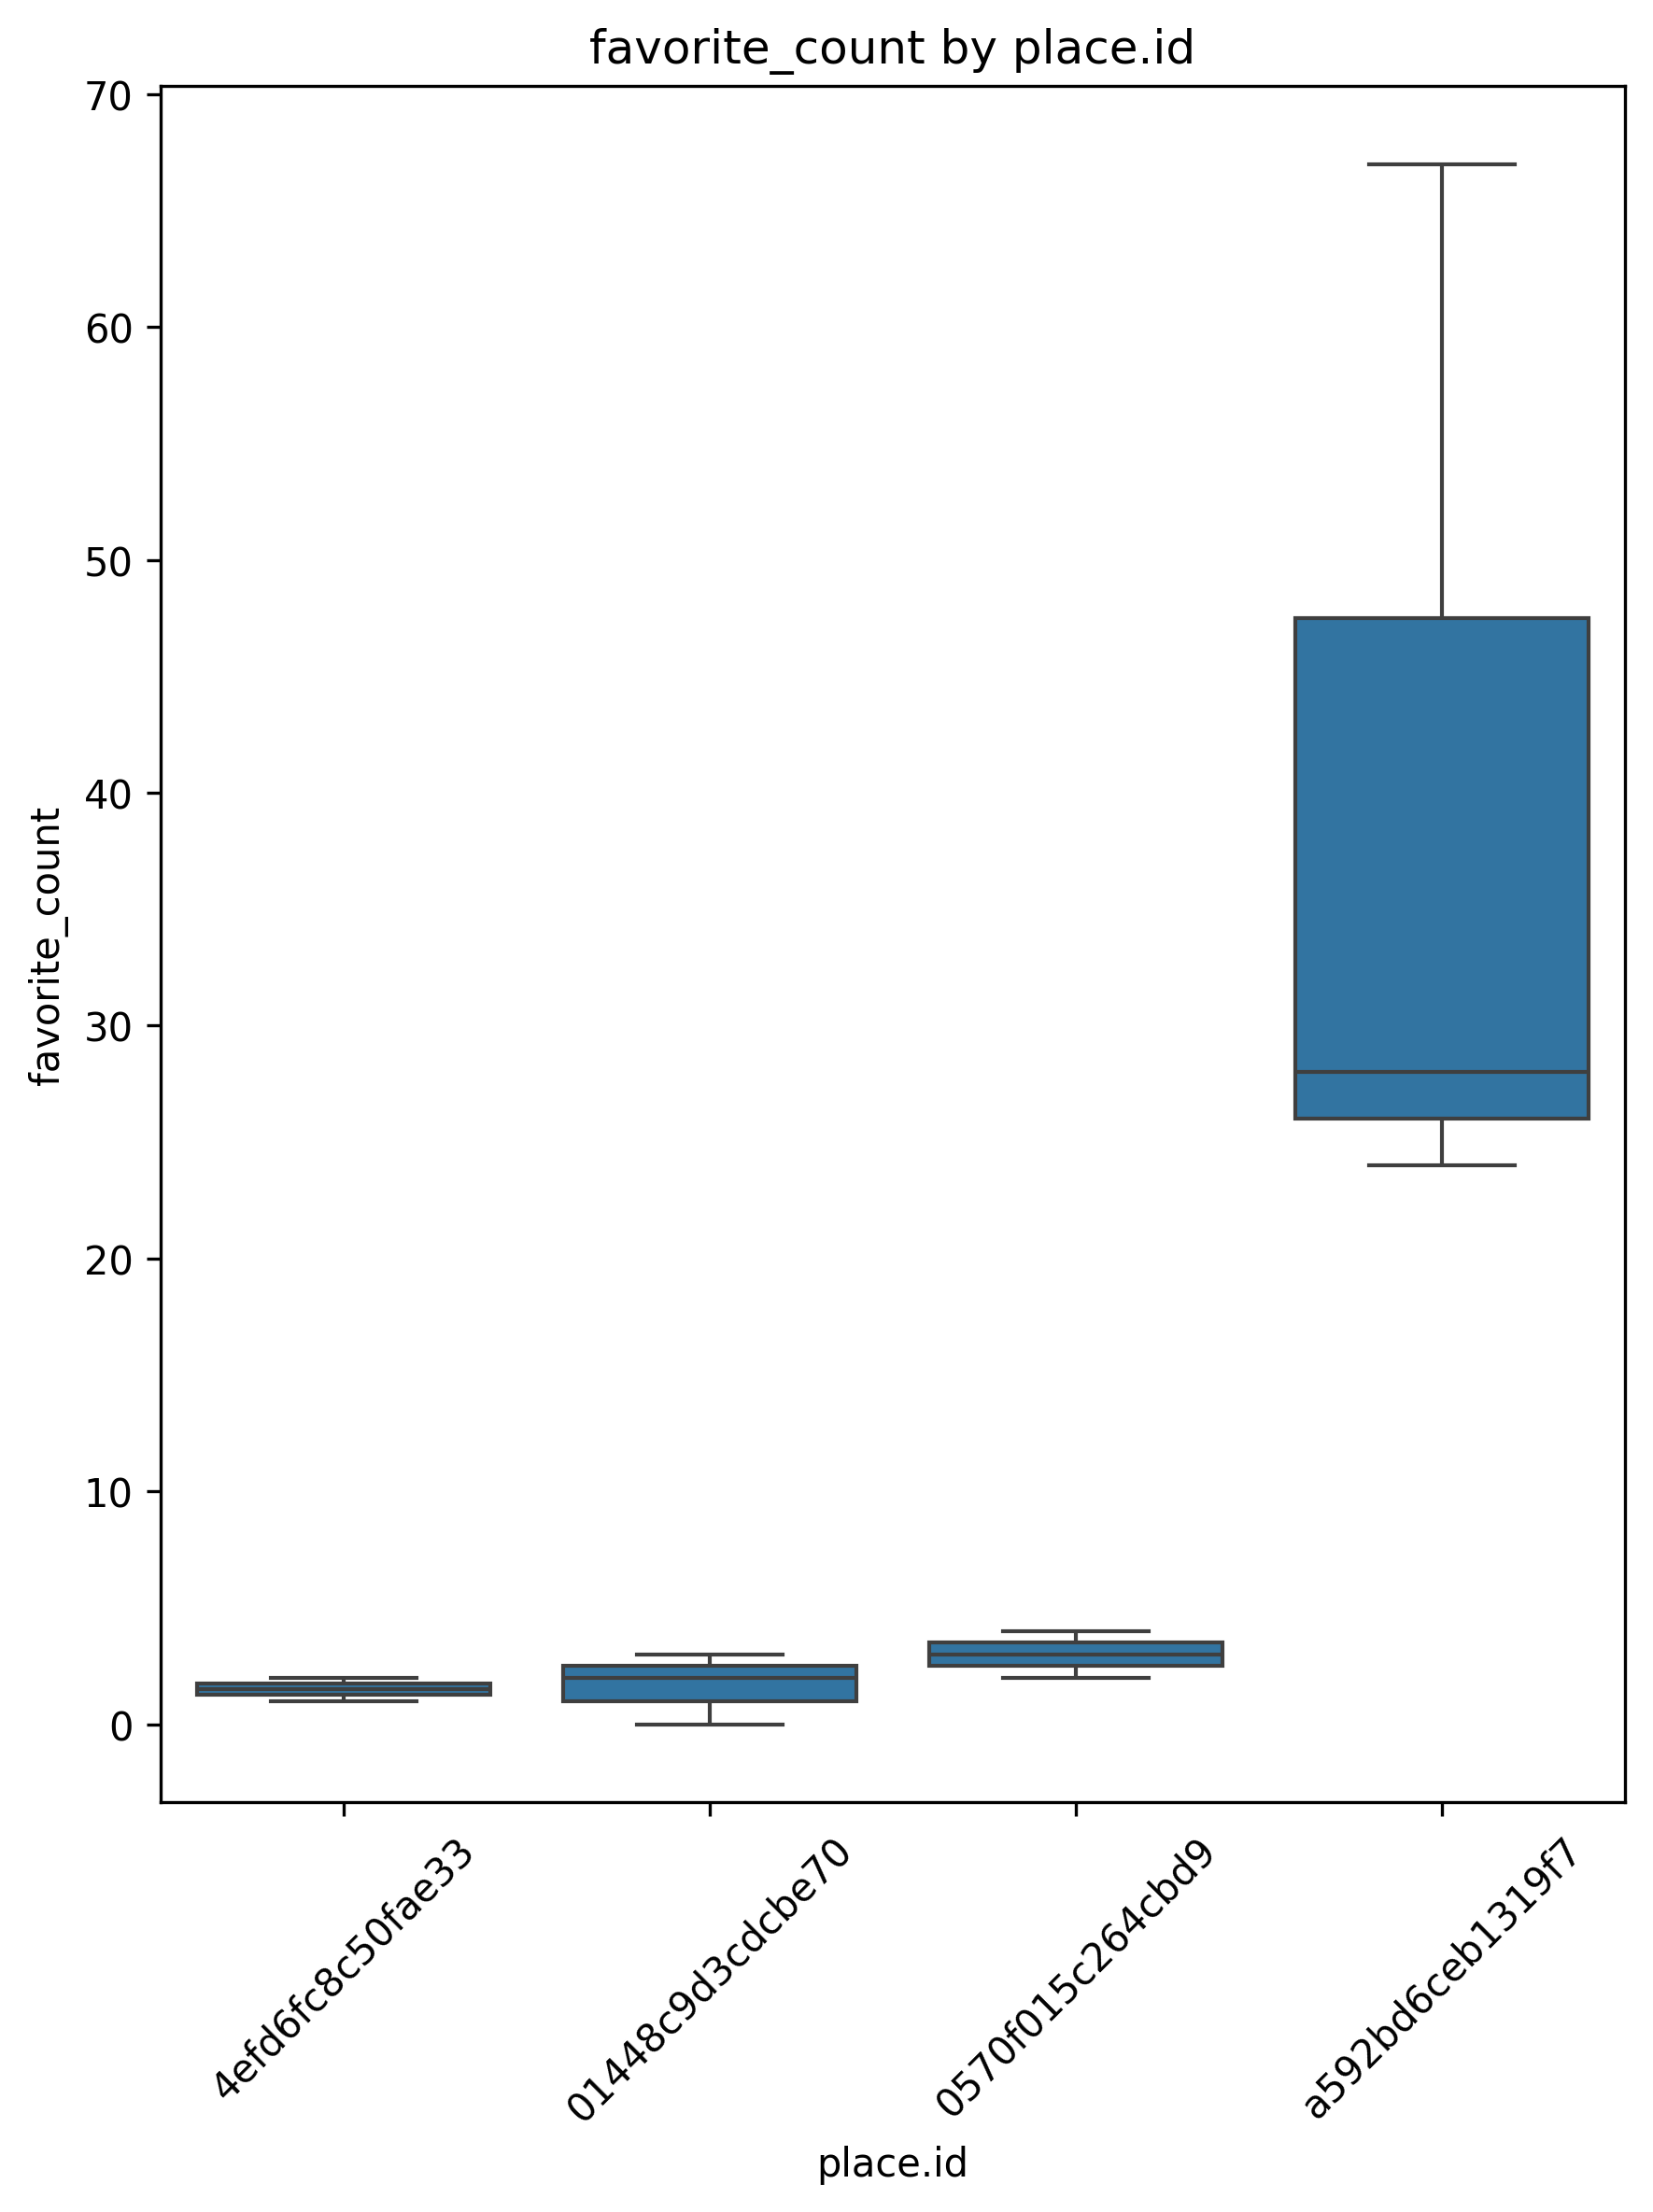 favorite_count by place.id
favorite_count
70
60
50
40
30
20
10
0
4efd6fc8c50fae33
01448c9d3cdcbe70
0570f015c264cbd9
a592bd6ceb1319f7
place.id